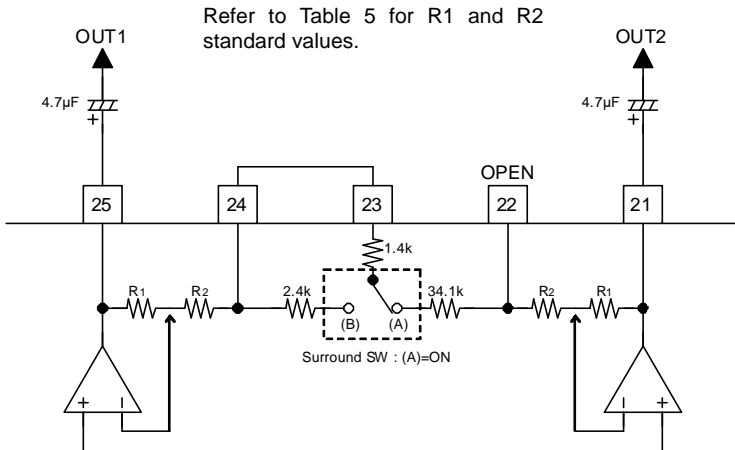 Refer to Table 5 for R1 and R2
standard values.
OUT1
OUT2
4.7µF
+
4.7µF
+
OPEN
25
24
23
22
21
1.4k
R1
R2
2.4k
34.1k
R2
R1
(B)
(A)
Surround SW : (A)=ON
+
−
−
+